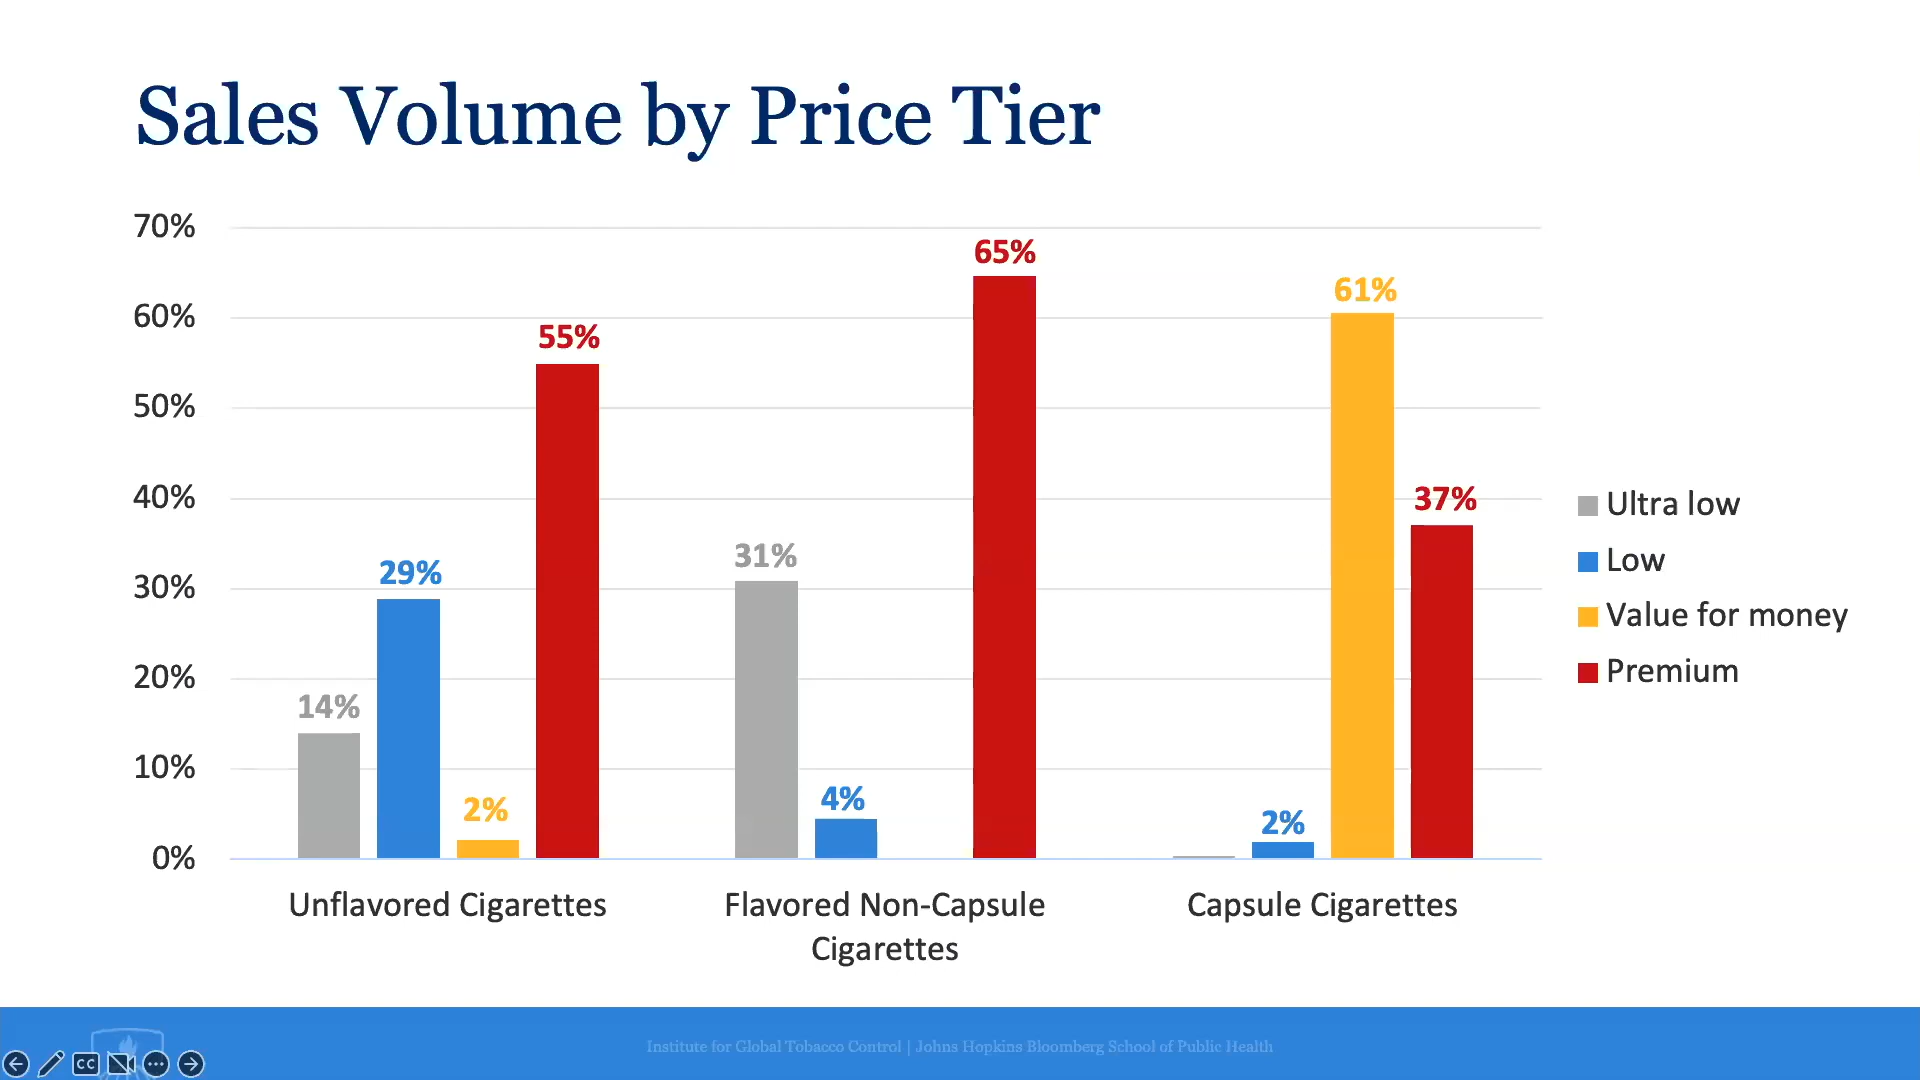 Sales Volume by Price Tier
70%
60%
50%
40%
30%
20%
10%
0%
14%
29%
2%
55%
31%
4%
65%
2%
61%
37%
Unflavored Cigarettes
Flavored Non-Capsule
Cigarettes
Capsule Cigarettes
Ultra low
Low
Value for money
Premium
Institute for Global Tobacco Control | Johns Hopkins Bloomberg School of Public Health
CC